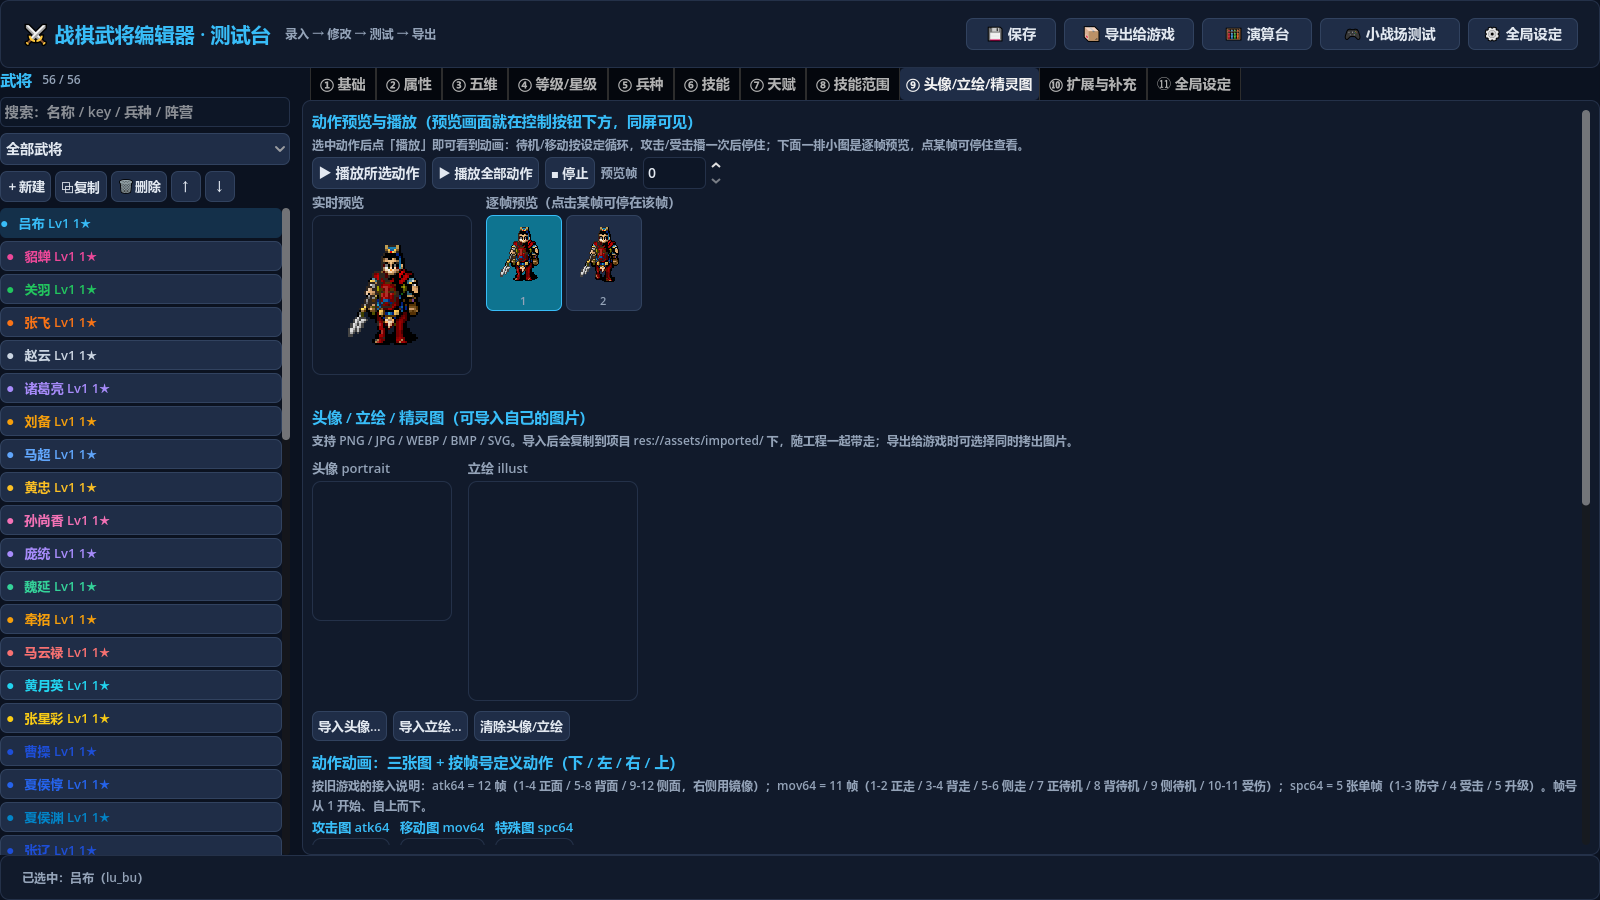 战棋武将编辑器 · 测试台
录入 → 修改 → 测试 → 导出
保存
导出给游戏
演算台
小战场测试
全局设定
武将 56 / 56
搜索：名称 / key / 兵种 / 阵营
全部武将
+ 新建
复制
删除
↑
↓
吕布 Lv1 1★
貂蝉 Lv1 1★
关羽 Lv1 1★
张飞 Lv1 1★
赵云 Lv1 1★
诸葛亮 Lv1 1★
刘备 Lv1 1★
马超 Lv1 1★
黄忠 Lv1 1★
孙尚香 Lv1 1★
庞统 Lv1 1★
魏延 Lv1 1★
牵招 Lv1 1★
马云禄 Lv1 1★
黄月英 Lv1 1★
张星彩 Lv1 1★
曹操 Lv1 1★
夏侯惇 Lv1 1★
夏侯渊 Lv1 1★
张辽 Lv1 1★
① 基础
② 属性
③ 五维
④ 等级/星级
⑤ 兵种
⑥ 技能
⑦ 天赋
⑧ 技能范围
⑨ 头像/立绘/精灵图
⑩ 扩展与补充
⑪ 全局设定
动作预览与播放（预览画面就在控制按钮下方，同屏可见）
选中动作后点「播放」即可看到动画：待机/移动按设定循环，攻击/受击播一次后停住；下面一排小图是逐帧预览，点某帧可停住查看。
▶ 播放所选动作
▶ 播放全部动作
■ 停止
预览帧
0
实时预览
逐帧预览（点击某帧可停在该帧）
1
2
头像 / 立绘 / 精灵图（可导入自己的图片）
支持 PNG / JPG / WEBP / BMP / SVG。导入后会复制到项目 res://assets/imported/ 下，随工程一起带走；导出给游戏时可选择同时拷出图片。
头像 portrait
立绘 illust
导入头像...
导入立绘...
清除头像/立绘
动作动画：三张图 + 按帧号定义动作（下 / 左 / 右 / 上）
按旧游戏的接入说明：atk64 = 12 帧（1-4 正面 / 5-8 背面 / 9-12 侧面，右侧用镜像）；mov64 = 11 帧（1-2 正走 / 3-4 背走 / 5-6 侧走 / 7 正待机 / 8 背待机 / 9 侧待机 / 10-11 受伤）；spc64 = 5 张单帧（1-3 防守 / 4 受击 / 5 升级）。帧号
从 1 开始、自上而下。
攻击图 atk64
移动图 mov64
特殊图 spc64
已选中：吕布（lu_bu）